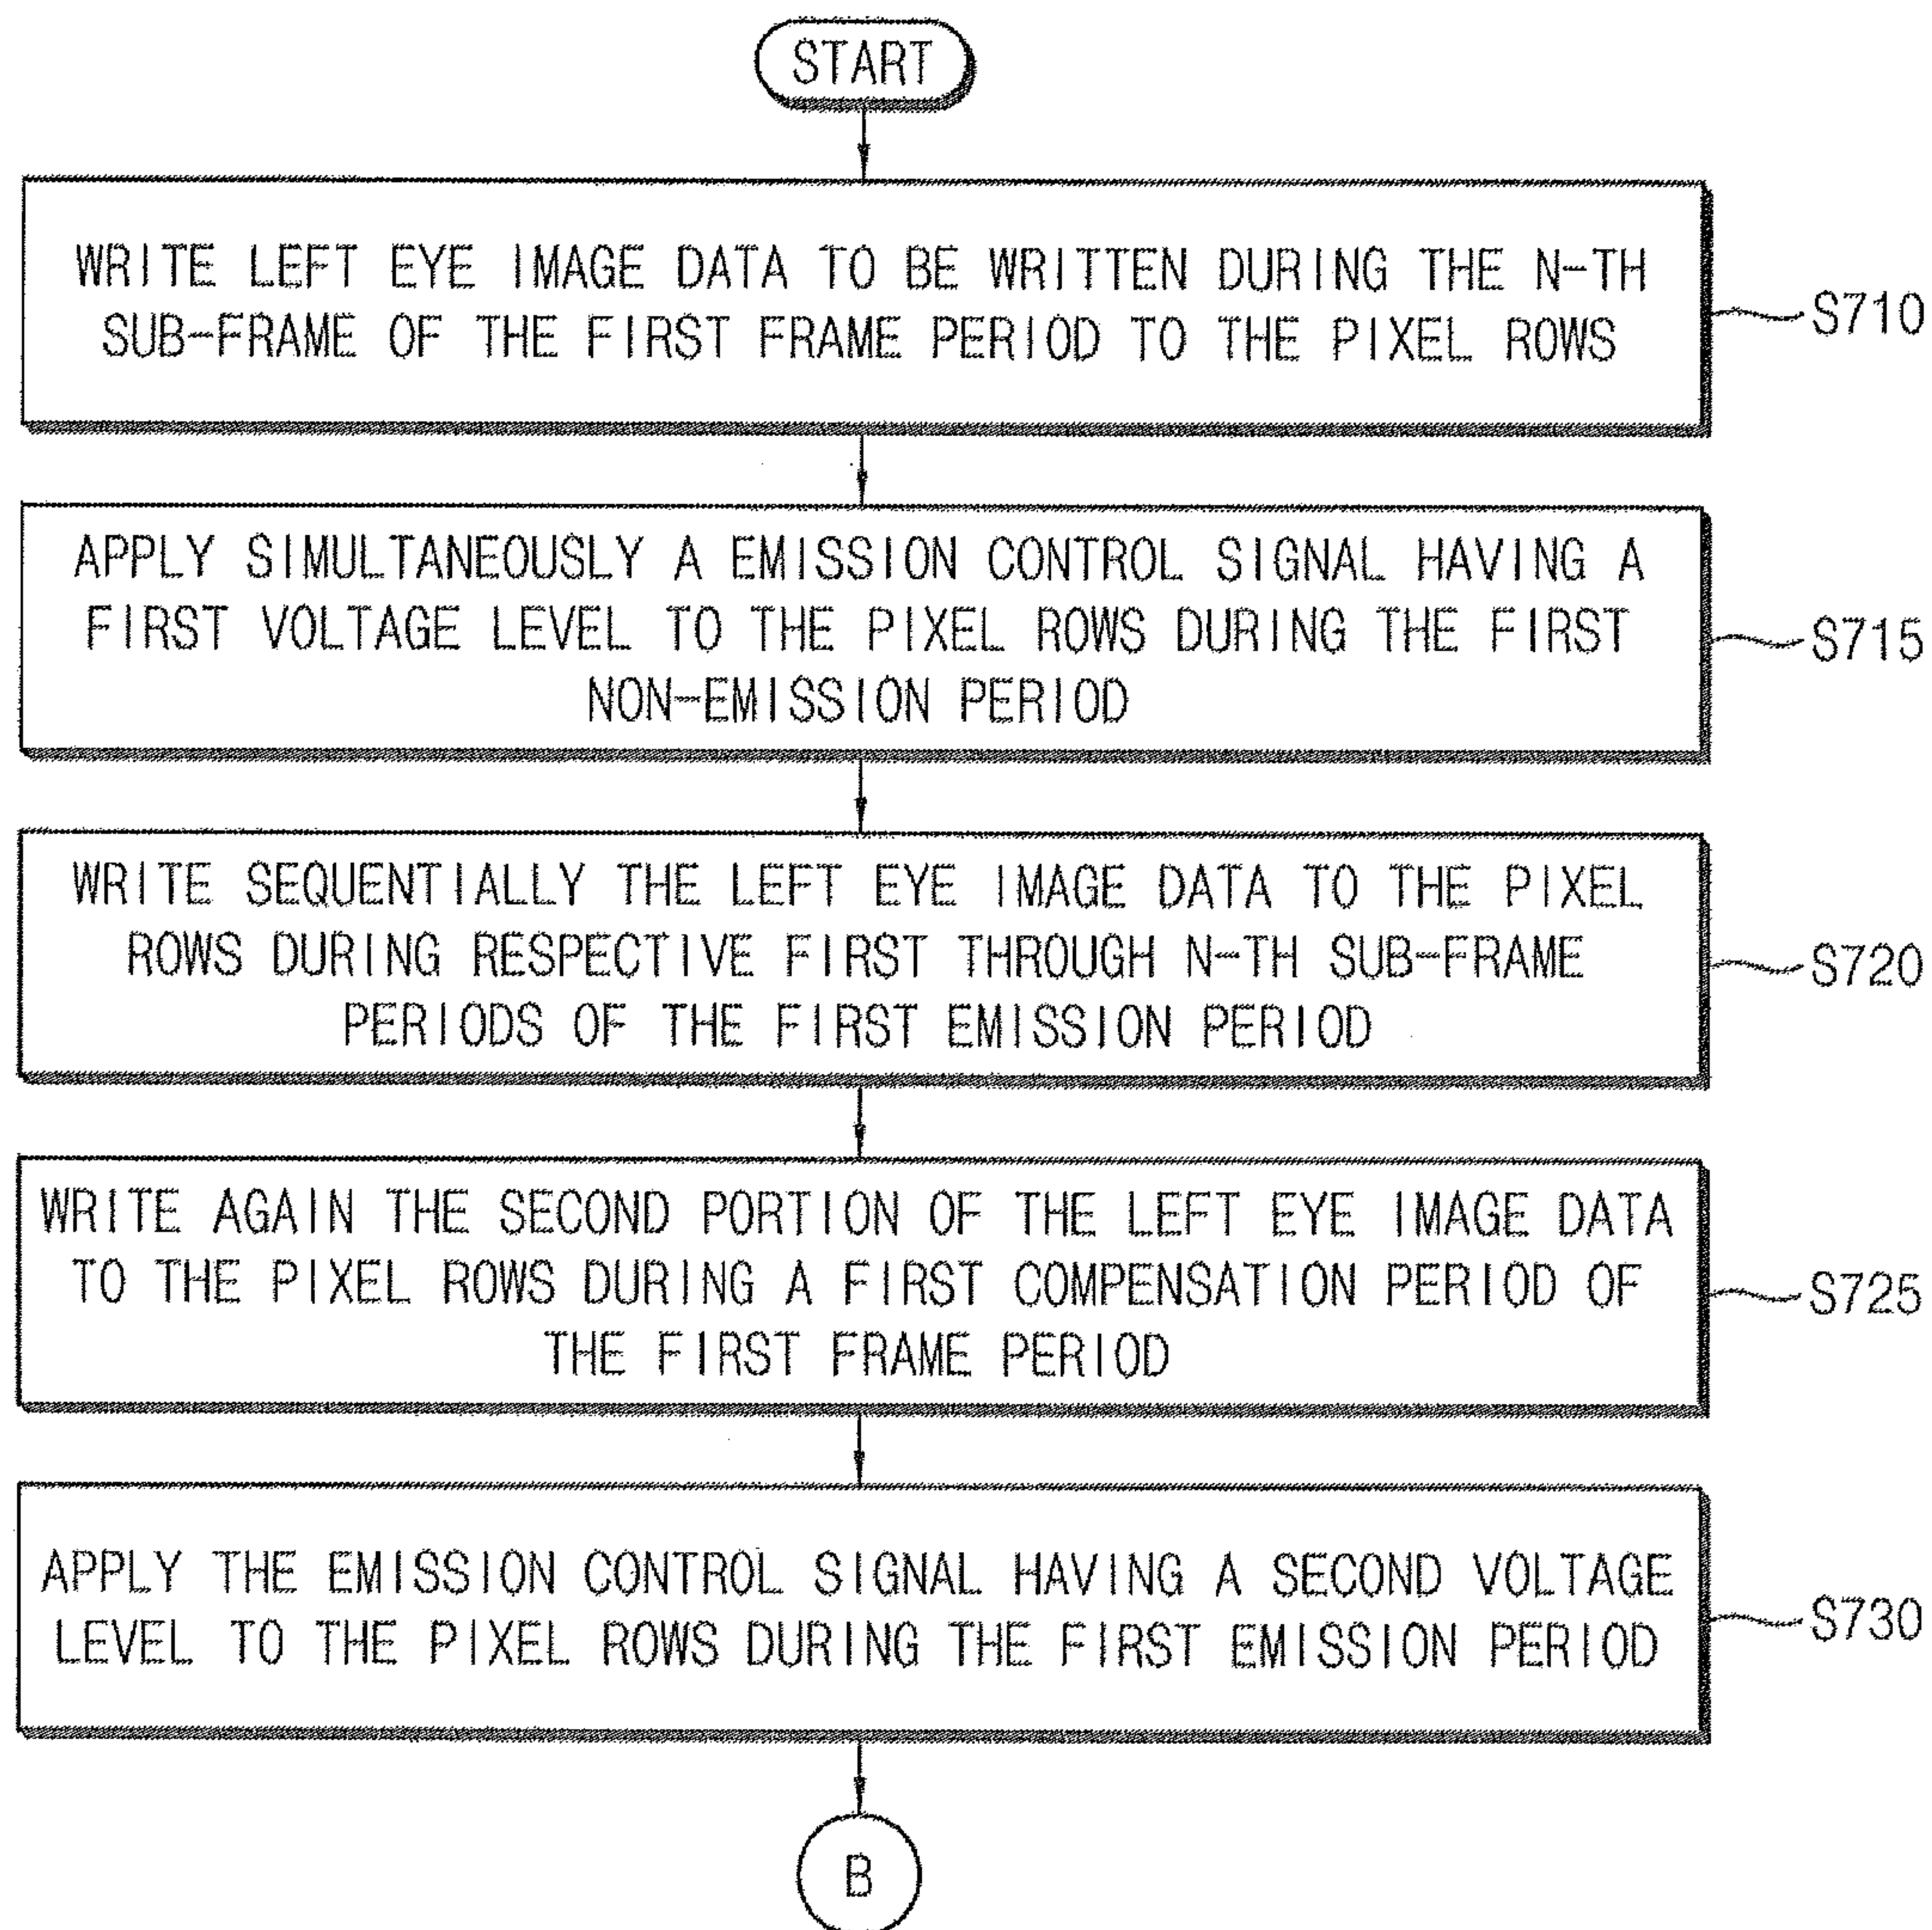 START
WRITE LEFT EYE IMAGE DATA TO BE WRITTEN DURING THE N-TH
SUB-FRAME OF THE FIRST FRAME PERIOD TO THE PIXEL ROWS
S710
APPLY SIMULTANEOUSLY A EMISSION CONTROL SIGNAL HAVING A
FIRST VOLTAGE LEVEL TO THE PIXEL ROWS DURING THE FIRST
NON-EMISSION PERIOD
S715
WRITE SEQUENTIALLY THE LEFT EYE IMAGE DATA TO THE PIXEL
ROWS DURING RESPECTIVE FIRST THROUGH N-TH SUB-FRAME
PERIODS OF THE FIRST EMISSION PERIOD
S720
WRITE AGAIN THE SECOND PORTION OF THE LEFT EYE IMAGE DATA
TO THE PIXEL ROWS DURING A FIRST COMPENSATION PERIOD OF
THE FIRST FRAME PERIOD
S725
APPLY THE EMISSION CONTROL SIGNAL HAVING A SECOND VOLTAGE
LEVEL TO THE PIXEL ROWS DURING THE FIRST EMISSION PERIOD
S730
B